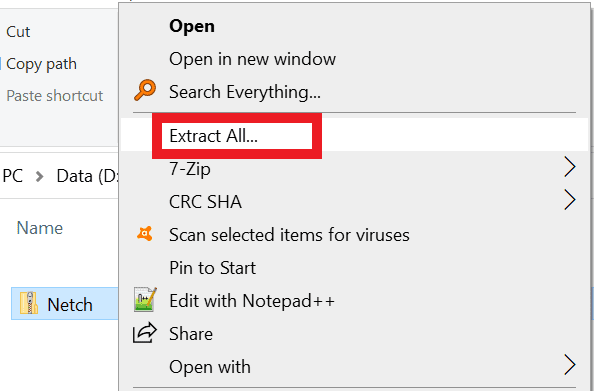 Cut
Copy path
Paste shortcut
PC > Data (D:
Name
Netch
Open
Open in new window
Search Everything...
Extract All...
7-Zip
CRC SHA
Scan selected items for viruses
Pin to Start
Edit with Notepad++
Share
Open with